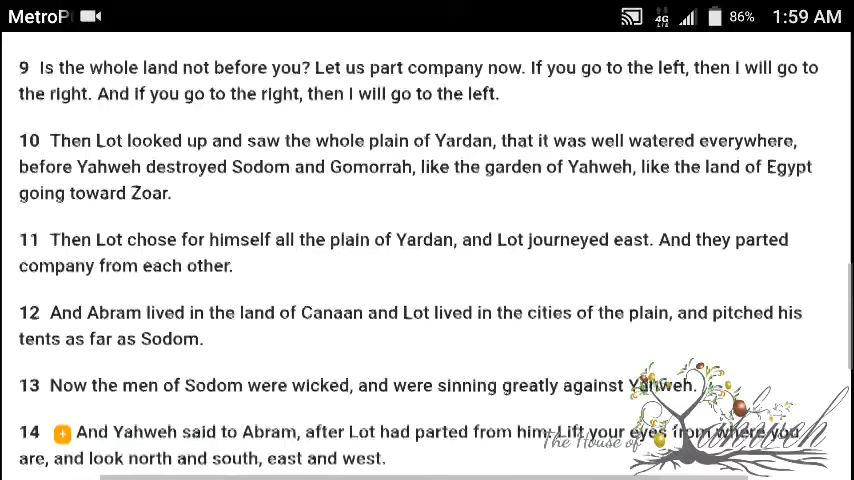 MetroP
4G
LTE
86%
1:59 AM
9 Is the whole land not before you? Let us part company now. If you go to the left, then I will go to
the right. And if you go to the right, then I will go to the left.
10 Then Lot looked up and saw the whole plain of Yardan, that it was well watered everywhere,
before Yahweh destroyed Sodom and Gomorrah, like the garden of Yahweh, like the land of Egypt
going toward Zoar.
11 Then Lot chose for himself all the plain of Yardan, and Lot journeyed east. And they parted
company from each other.
12 And Abram lived in the land of Canaan and Lot lived in the cities of the plain, and pitched his
tents as far as Sodom.
13 Now the men of Sodom were wicked, and were sinning greatly against Yahweh.
14 And Yahweh said to Abram, after Lot had parted from him: Lift your eyes from where you
are, and look north and south, east and west.
The House of Yahweh